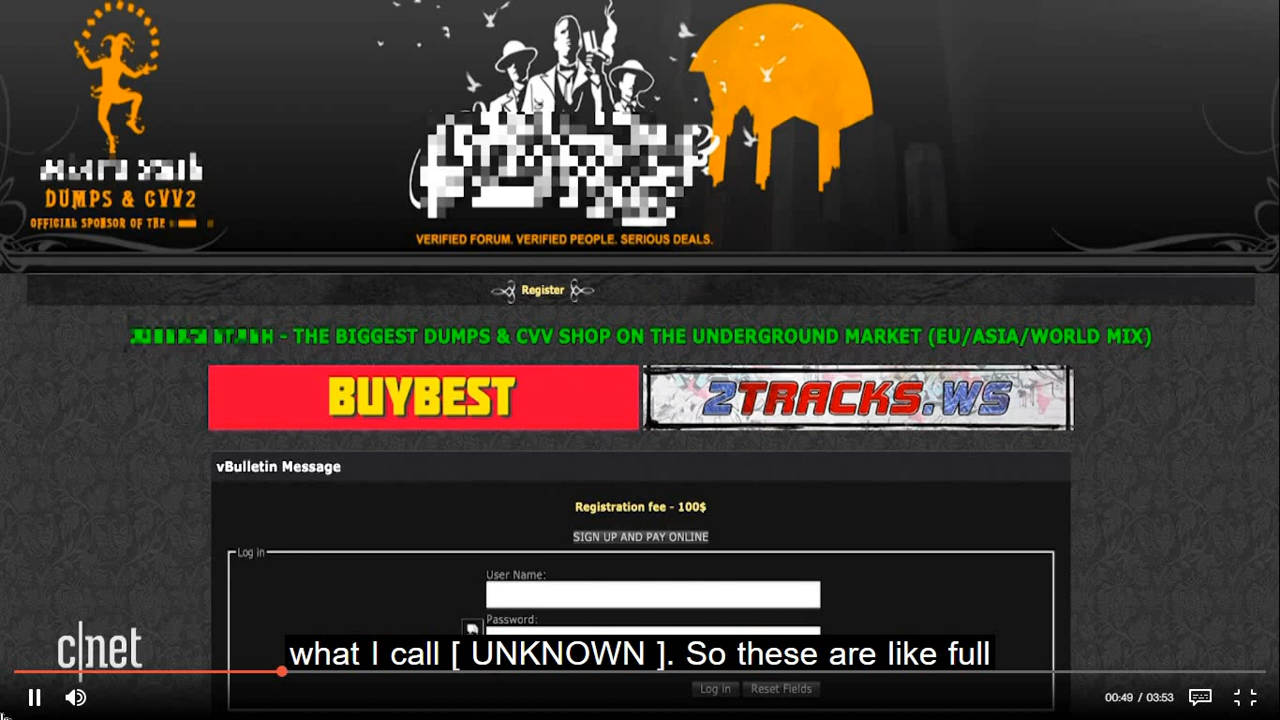 DUMPS & CVV2
OFFICIAL SPONSOR OF THE
VERIFIED FORUM. VERIFIED PEOPLE. SERIOUS DEALS.
Register
- THE BIGGEST DUMPS & CVV SHOP ON THE UNDERGROUND MARKET (EU/ASIA/WORLD MIX)
BUYBEST
2TRACKS.WS
vBulletin Message
Registration fee - 100$
SIGN UP AND PAY ONLINE
Log in
User Name:
Password:
c|net
what I call [ UNKNOWN ]. So these are like full
Log in
Reset Fields
00:49 / 03:53